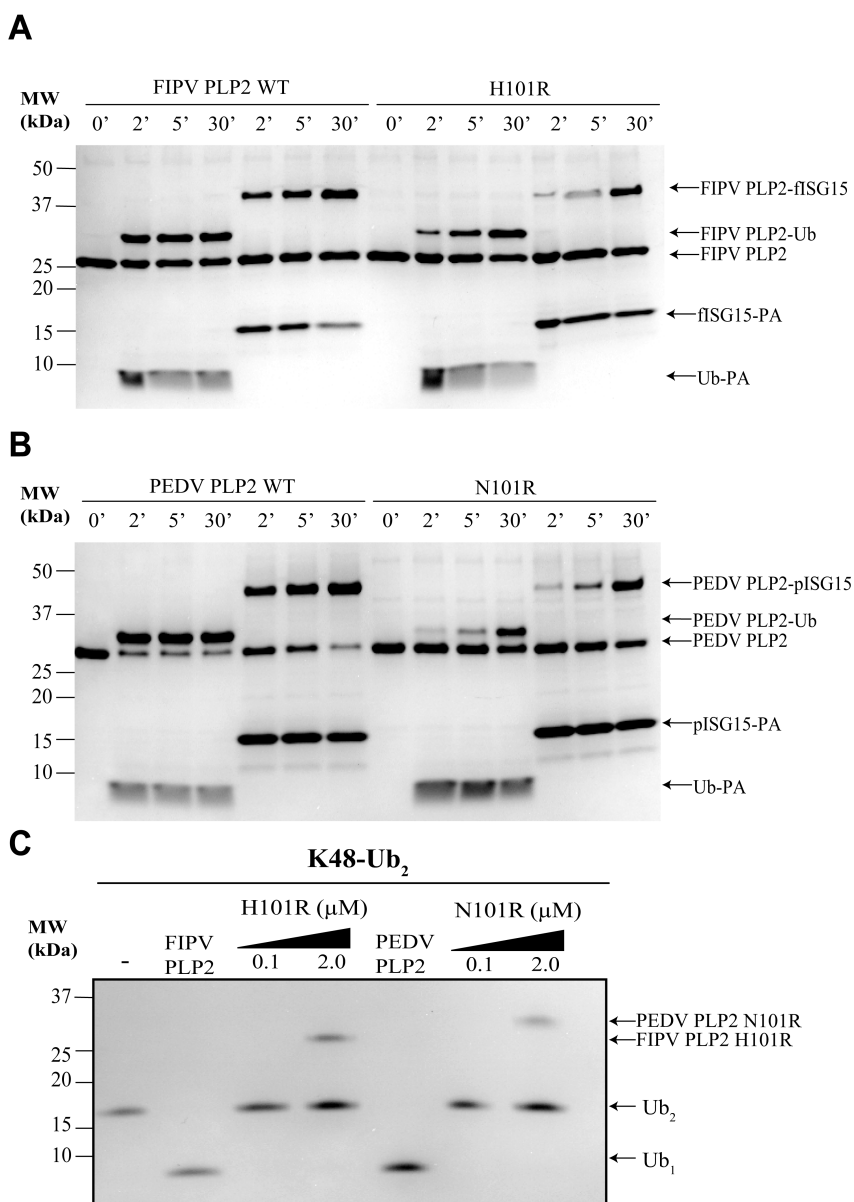 A
FIPV PLP2 WT H101R
MW
(kDa) 0’ 2’ 5’ 30’ 2’ 5’ 30’ 0’ 2’ 5’ 30’ 2’ 5’ 30’
50
37
25
20
15
10
FIPV PLP2-fISG15
FIPV PLP2-Ub
FIPV PLP2
fISG15-PA
Ub-PA
B
PEDV PLP2 WT N101R
MW
(kDa) 0’ 2’ 5’ 30’ 2’ 5’ 30’ 0’ 2’ 5’ 30’ 2’ 5’ 30’
50
37
25
20
15
10
PEDV PLP2-pISG15
PEDV PLP2-Ub
PEDV PLP2
pISG15-PA
Ub-PA
C
K48-Ub₂
MW
(kDa)
-
FIPV
PLP2
H101R (μM)
0.1 2.0
PEDV
PLP2
N101R (μM)
0.1 2.0
37
25
20
15
10
PEDV PLP2 N101R
FIPV PLP2 H101R
Ub₂
Ub₁